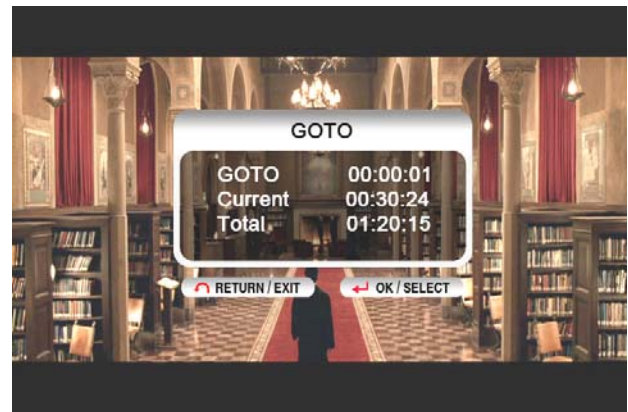 GOTO
GOTO 00:00:01
Current 00:30:24
Total 01:20:15
RETURN / EXIT OK / SELECT